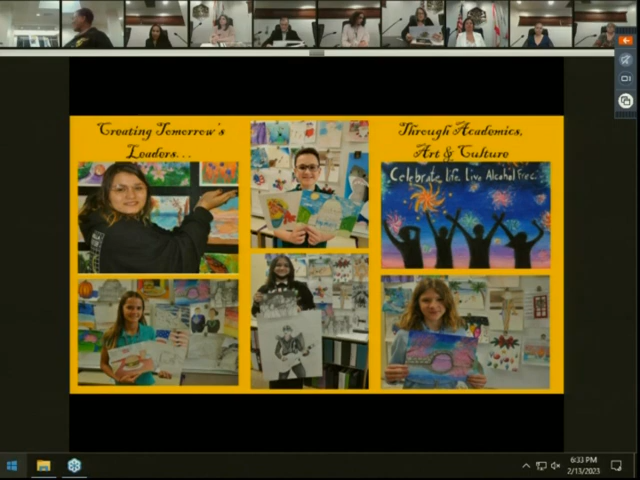 Creating Tomorrow's
Leaders...
Through Academics,
Art & Culture
Celebrate life. Live Alcohol Free.
6:33 PM
2/13/2023